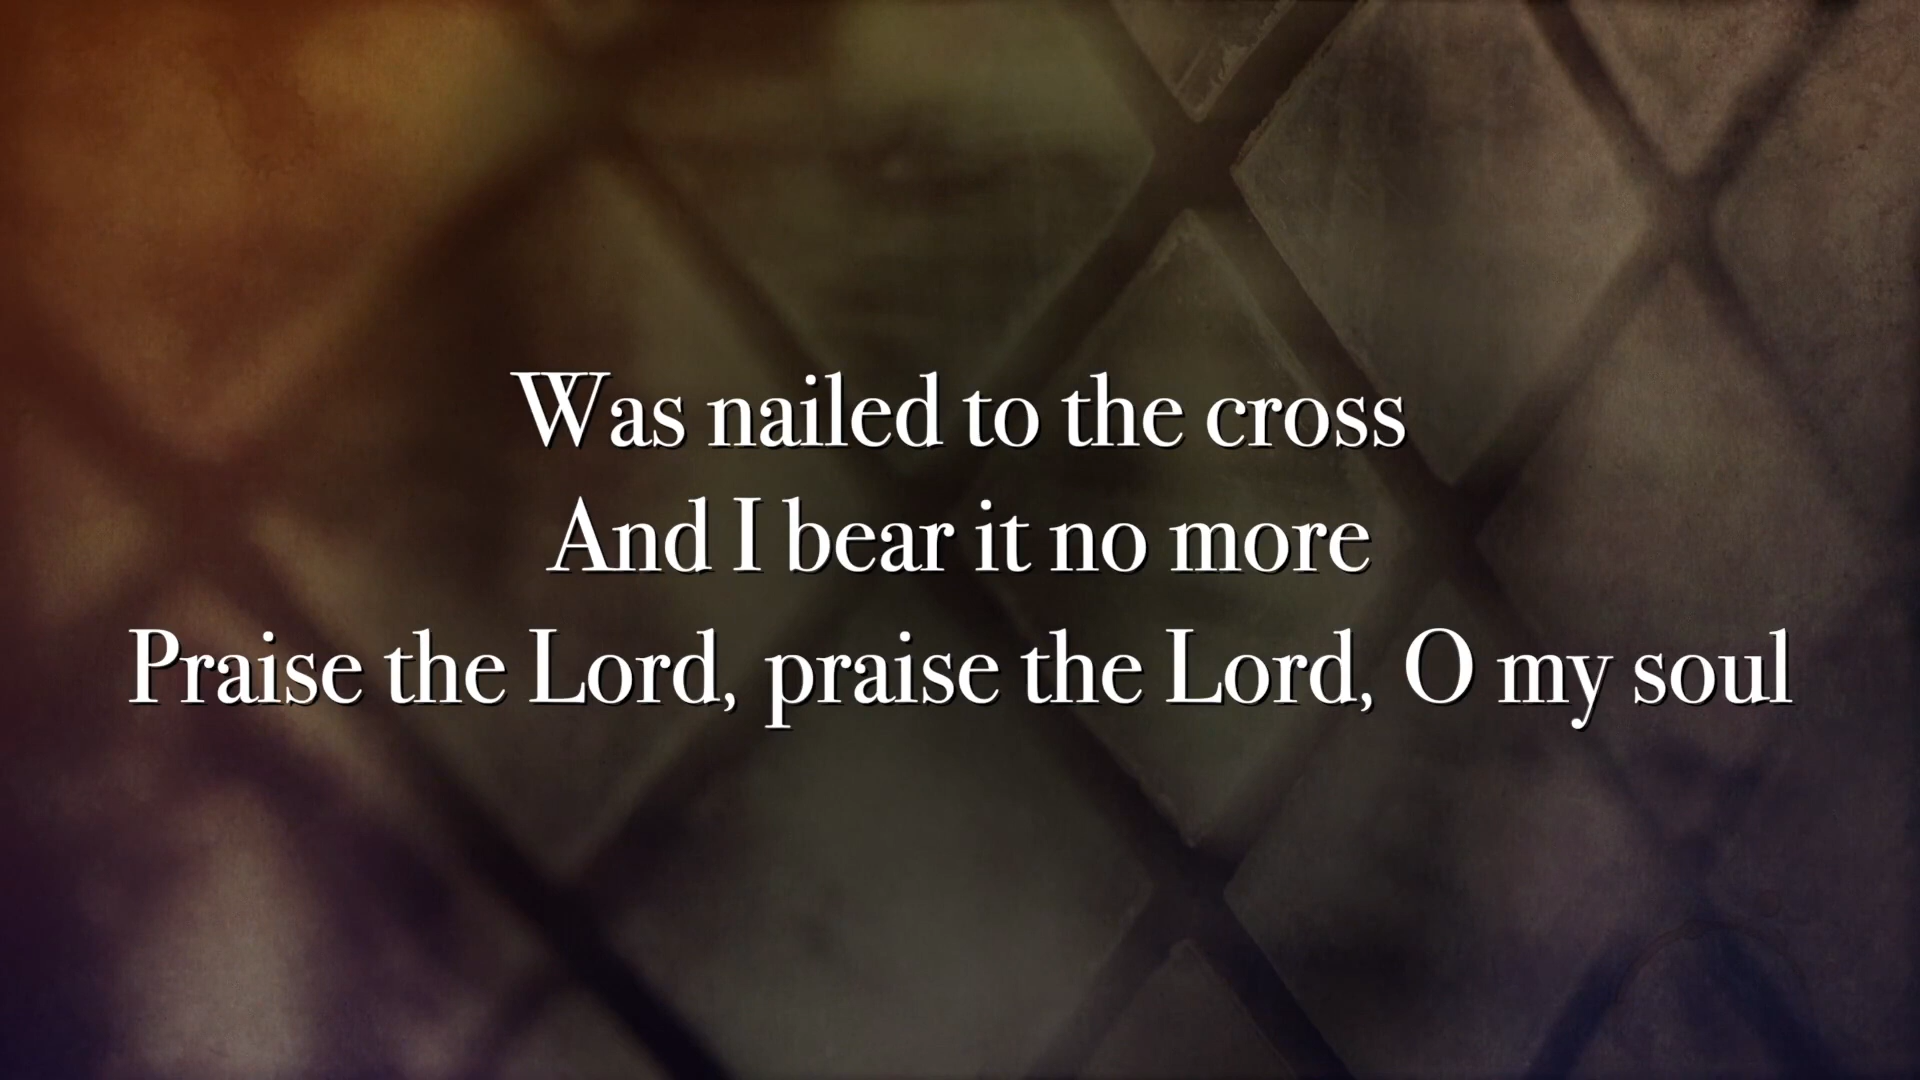 Was nailed to the cross
And I bear it no more
Praise the Lord, praise the Lord, O my soul